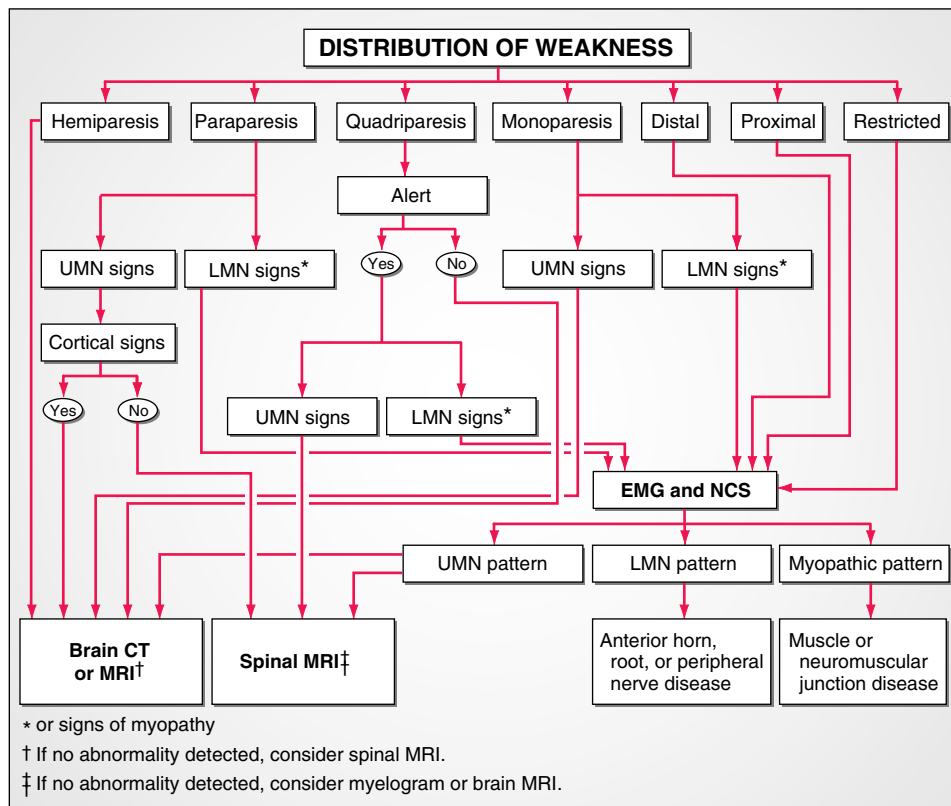 DISTRIBUTION OF WEAKNESS
Hemiparesis
Paraparesis
Quadriparesis
Monoparesis
Distal
Proximal
Restricted
Alert
UMN signs
LMN signs*
Yes
No
UMN signs
LMN signs*
Cortical signs
Yes
No
UMN signs
LMN signs*
EMG and NCS
UMN pattern
LMN pattern
Myopathic pattern
Brain CT
or MRI†
Spinal MRI‡
Anterior horn,
root, or peripheral
nerve disease
Muscle or
neuromuscular
junction disease
* or signs of myopathy
† If no abnormality detected, consider spinal MRI.
‡ If no abnormality detected, consider myelogram or brain MRI.